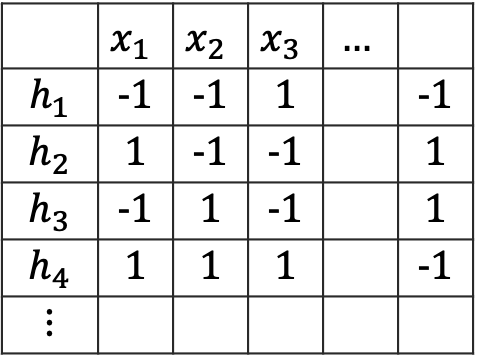 x₁ x₂ x₃ ...
h₁ -1 -1 1 -1
h₂ 1 -1 -1 1
h₃ -1 1 -1 1
h₄ 1 1 1 -1
⋮